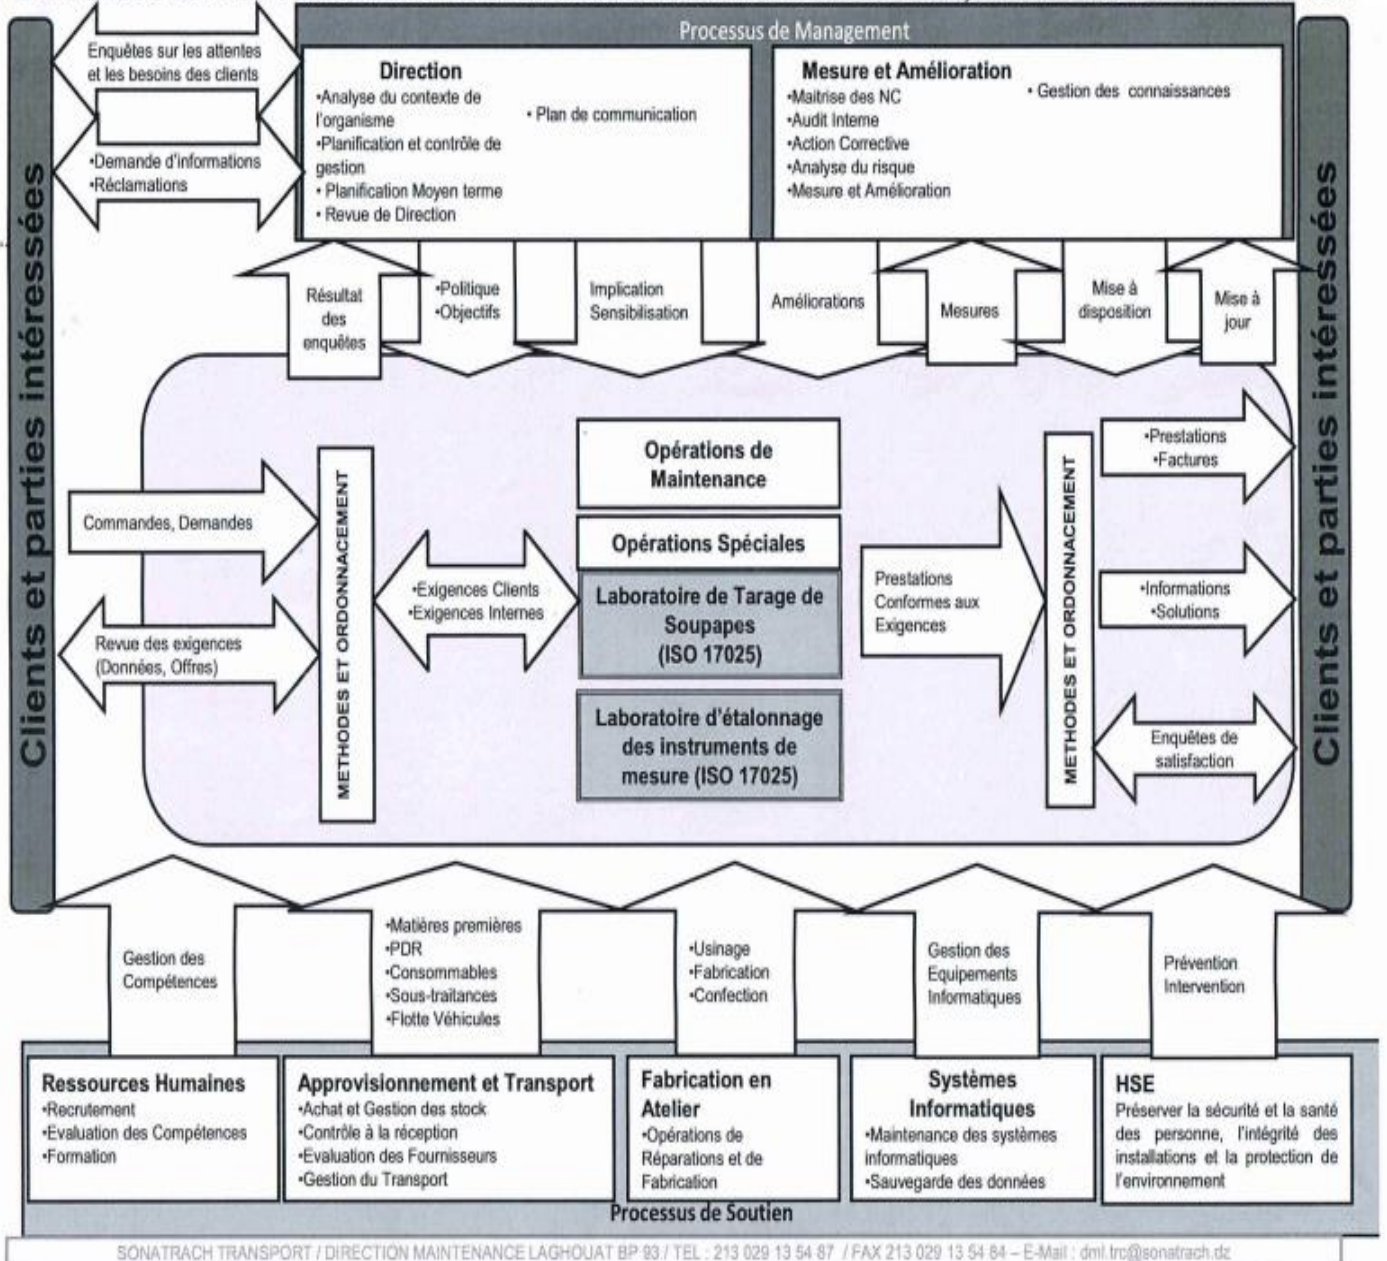 Processus de Management
Clients et parties intéressées
Enquêtes sur les attentes
et les besoins des clients
•Demande d'informations
•Réclamations
Direction
•Analyse du contexte de
l'organisme
•Planification et contrôle de
gestion
• Planification Moyen terme
• Revue de Direction
• Plan de communication
Mesure et Amélioration
•Maitrise des NC
•Audit Interne
•Action Corrective
•Analyse du risque
•Mesure et Amélioration
• Gestion des connaissances
Clients et parties intéressées
Résultat
des
enquêtes
•Politique
•Objectifs
Implication
Sensibilisation
Améliorations
Mesures
Mise à
disposition
Mise à
jour
Commandes, Demandes
Revue des exigences
(Données, Offres)
METHODES ET ORDONNACEMENT
•Exigences Clients
•Exigences Internes
Opérations de
Maintenance
Opérations Spéciales
Laboratoire de Tarage de
Soupapes
(ISO 17025)
Laboratoire d'étalonnage
des instruments de
mesure (ISO 17025)
Prestations
Conformes aux
Exigences
METHODES ET ORDONNACEMENT
•Prestations
•Factures
•Informations
•Solutions
Enquêtes de
satisfaction
Gestion des
Compétences
•Matières premières
•PDR
•Consommables
•Sous-traitances
•Flotte Véhicules
•Usinage
•Fabrication
•Confection
Gestion des
Equipements
Informatiques
Prévention
Intervention
Ressources Humaines
•Recrutement
•Evaluation des Compétences
•Formation
Approvisionnement et Transport
•Achat et Gestion des stock
•Contrôle à la réception
•Evaluation des Fournisseurs
•Gestion du Transport
Fabrication en
Atelier
•Opérations de
Réparations et de
Fabrication
Systèmes
Informatiques
•Maintenance des systèmes
informatiques
•Sauvegarde des données
HSE
Préserver la sécurité et la santé
des personne, l'intégrité des
installations et la protection de
l'environnement
Processus de Soutien
SONATRACH TRANSPORT / DIRECTION MAINTENANCE LAGHOUAT BP 93 / TEL : 213 029 13 54 87 / FAX 213 029 13 54 84 – E-Mail : dml.trc@sonatrach.dz